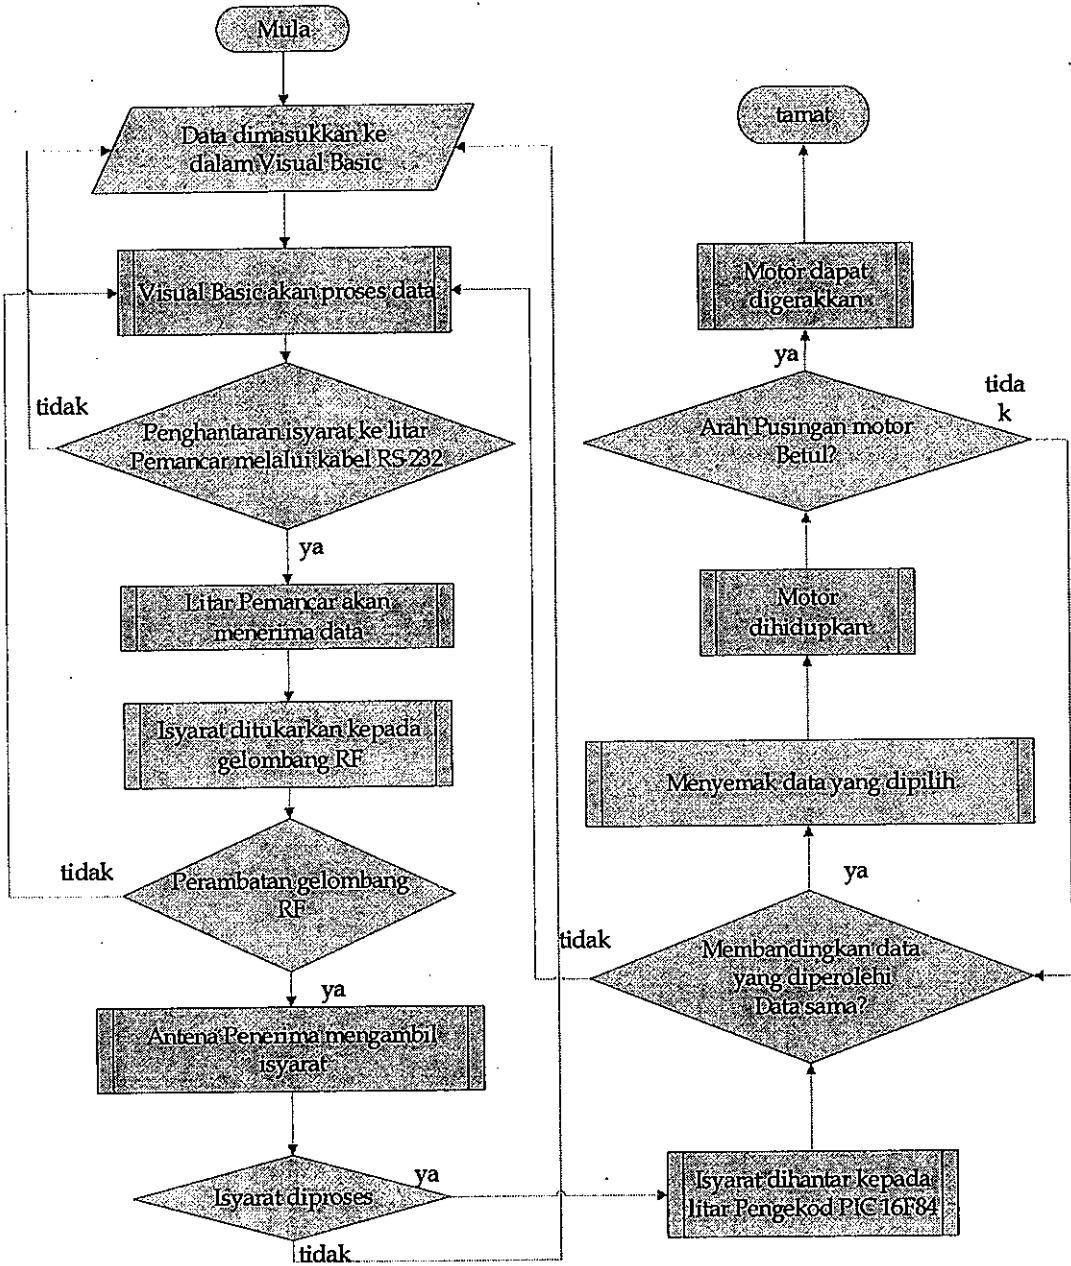 Mula
Data dimasukkan ke
dalam Visual Basic
Visual Basic akan proses data
tidak
Penghantaran isyarat ke litar
Pemancar melalui kabel RS-232
ya
Litar Pemancar akan
menerima data
Isyarat ditukarkan kepada
gelombang RF
tidak
Perambatan gelombang
RF
ya
Antena Penerima mengambil
isyarat
Isyarat diproses
ya
tidak
Isyarat dihantar kepada
litar Pengekod PIC 16F84
Membandingkan data
yang diperolehi
Data sama?
tidak
ya
Menyemak data yang dipilih
Motor
dihidupkan
Arah Pusingan motor
Betul?
tida
k
ya
Motor dapat
digerakkan
tamat